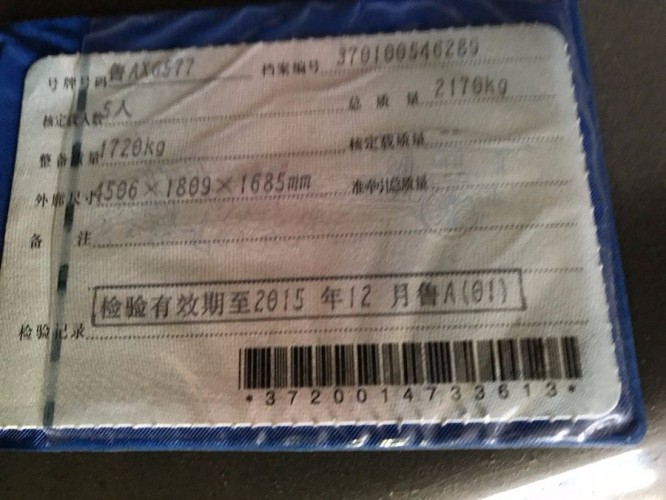 号牌号码 鲁AX6577 档案编号 370100546289
核定载人数 5人 总质量 2170kg
整备质量 1720kg 核定载质量 --
外廓尺寸 4506×1809×1685mm 准牵引总质量
备注
检验有效期至2015 年12 月鲁A(01)
检验记录
*3720014733613*